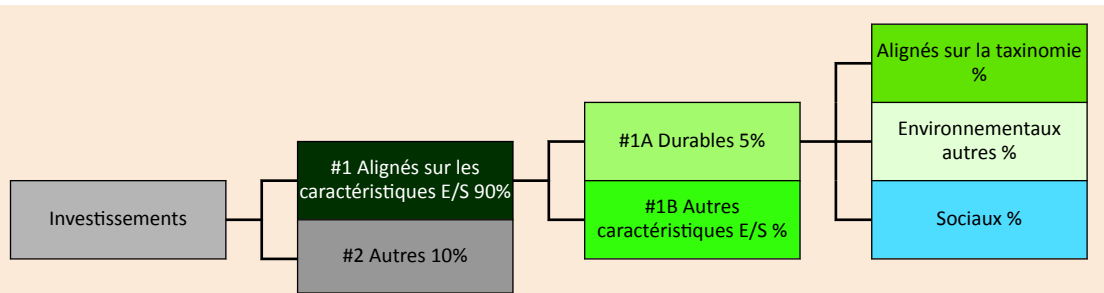 Investissements
#1 Alignés sur les
caractéristiques E/S 90%
#2 Autres 10%
#1A Durables 5%
#1B Autres
caractéristiques E/S %
Alignés sur la taxinomie
%
Environnementaux
autres %
Sociaux %